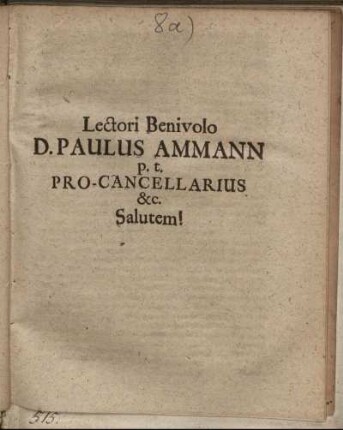 8a)
Lectori Benivolo
D. PAULUS AMMANN
p. t.
PRO-CANCELLARIUS
&c.
Salutem!
515.